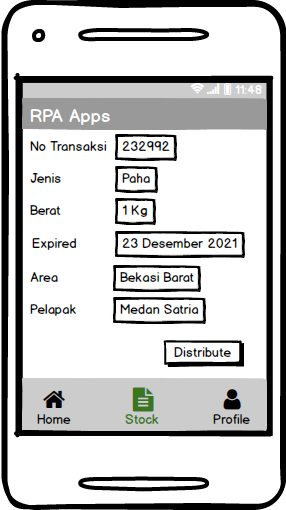 11:48
RPA Apps
No Transaksi 232992
Jenis Paha
Berat 1 Kg
Expired 23 Desember 2021
Area Bekasi Barat
Pelapak Medan Satria
Distribute
Home Stock Profile